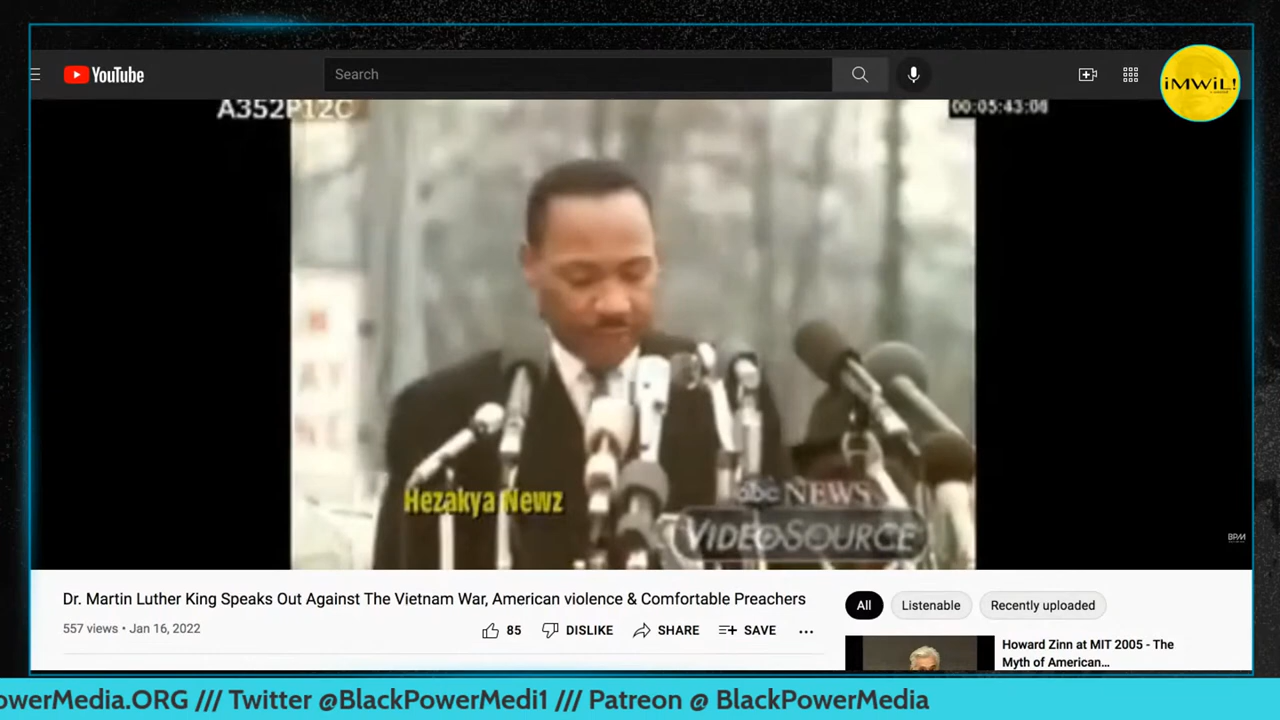 YouTube
Search
iMWiL!
A352P12C
00:05:43:06
Hezakya Newz
abc NEWS
VIDEOSOURCE
BPM
Dr. Martin Luther King Speaks Out Against The Vietnam War, American violence & Comfortable Preachers
557 views • Jan 16, 2022
85
DISLIKE
SHARE
SAVE
All
Listenable
Recently uploaded
Howard Zinn at MIT 2005 - The
Myth of American...
owerMedia.ORG /// Twitter @BlackPowerMedi1 /// Patreon @ BlackPowerMedia